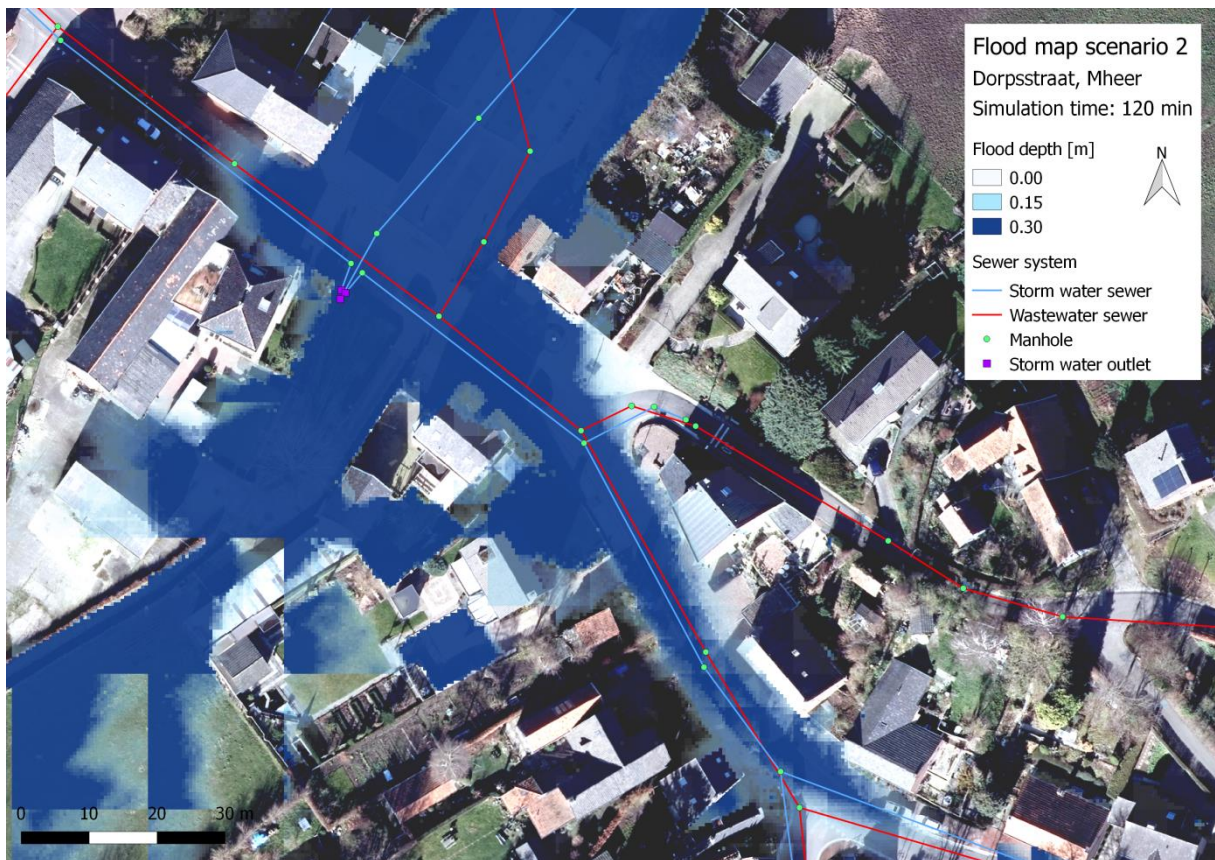 Flood map scenario 2
Dorpsstraat, Mheer
Simulation time: 120 min
Flood depth [m]
N
0.00
0.15
0.30
Sewer system
Storm water sewer
Wastewater sewer
Manhole
Storm water outlet
0 10 20 30 m